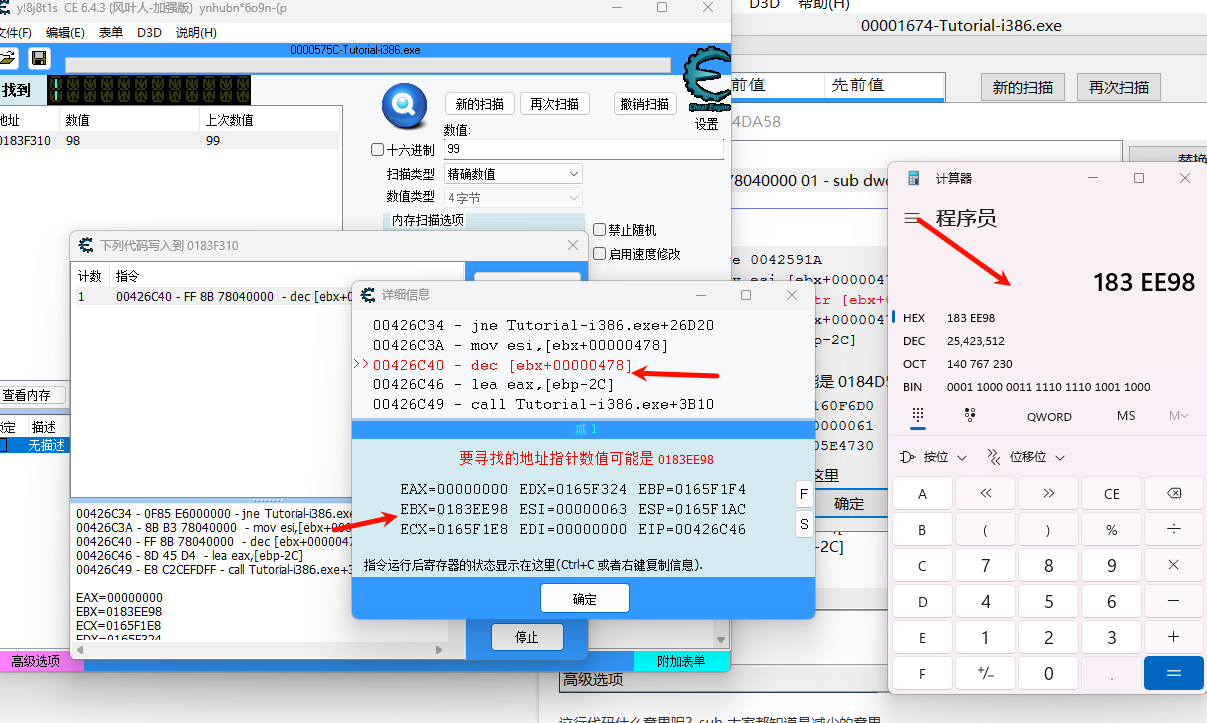 y!8j8t1s CE 6.4.3 (风叶人-加强版) ynhubn*6o9n-(p
文件(F) 编辑(E) 表单 D3D 说明(H)
0000575C-Tutorial-i386.exe
找到
地址 数值 上次数值
0183F310 98 99
新的扫描 再次扫描 撤销扫描
Cheat Engine
设置
数值:
十六进制 99
扫描类型 精确数值
数值类型 4 字节
内存扫描选项
禁止随机
启用速度修改
查看内存
锁定 描述
无描述
高级选项 附加表单
下列代码写入到 0183F310
计数 指令
1 00426C40 - FF 8B 78040000 - dec [ebx+0
00426C34 - 0F85 E6000000 - jne Tutorial-i386.exe
00426C3A - 8B B3 78040000 - mov esi,[ebx+0000
00426C40 - FF 8B 78040000 - dec [ebx+000047
00426C46 - 8D 45 D4 - lea eax,[ebp-2C]
00426C49 - E8 C2CEFDFF - call Tutorial-i386.exe+3
EAX=00000000
EBX=0183EE98
ECX=0165F1E8
EDX=0165F324
停止
详细信息
00426C34 - jne Tutorial-i386.exe+26D20
00426C3A - mov esi,[ebx+00000478]
>>00426C40 - dec [ebx+00000478]
00426C46 - lea eax,[ebp-2C]
00426C49 - call Tutorial-i386.exe+3B10
减 1
要寻找的地址指针数值可能是 0183EE98
EAX=00000000 EDX=0165F324 EBP=0165F1F4
EBX=0183EE98 ESI=00000063 ESP=0165F1AC
ECX=0165F1E8 EDI=00000000 EIP=00426C46
F
S
指令运行后寄存器的状态显示在这里(Ctrl+C 或者右键复制信息).
确定
D3D 帮助(H)
00001674-Tutorial-i386.exe
前值 先前值 新的扫描 再次扫描
4DA58
替换
78040000 01 - sub dwo
e 0042591A
v esi,[ebx+0000047
tr [ebx+0
bx+0000047
bp-2C]
能是 0184D5
160F6D0
0000061
05E4730
这里
确定
-2C]
高级选项
这行代码什么意思呢？sub 大家都知道是减少的意思
计算器
程序员
183 EE98
HEX 183 EE98
DEC 25,423,512
OCT 140 767 230
BIN 0001 1000 0011 1110 1110 1001 1000
QWORD MS M
按位 位移位
A << >> CE
B ( ) % ÷
C 7 8 9 ×
D 4 5 6 −
E 1 2 3 +
F +/- 0 . =